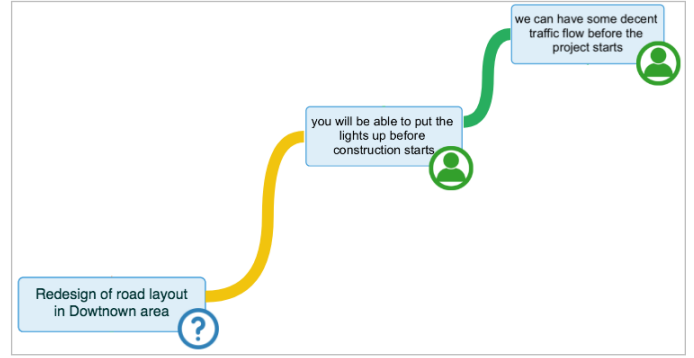 we can have some decent
traffic flow before the
project starts
you will be able to put the
lights up before
construction starts
Redesign of road layout
in Dowtnown area
?